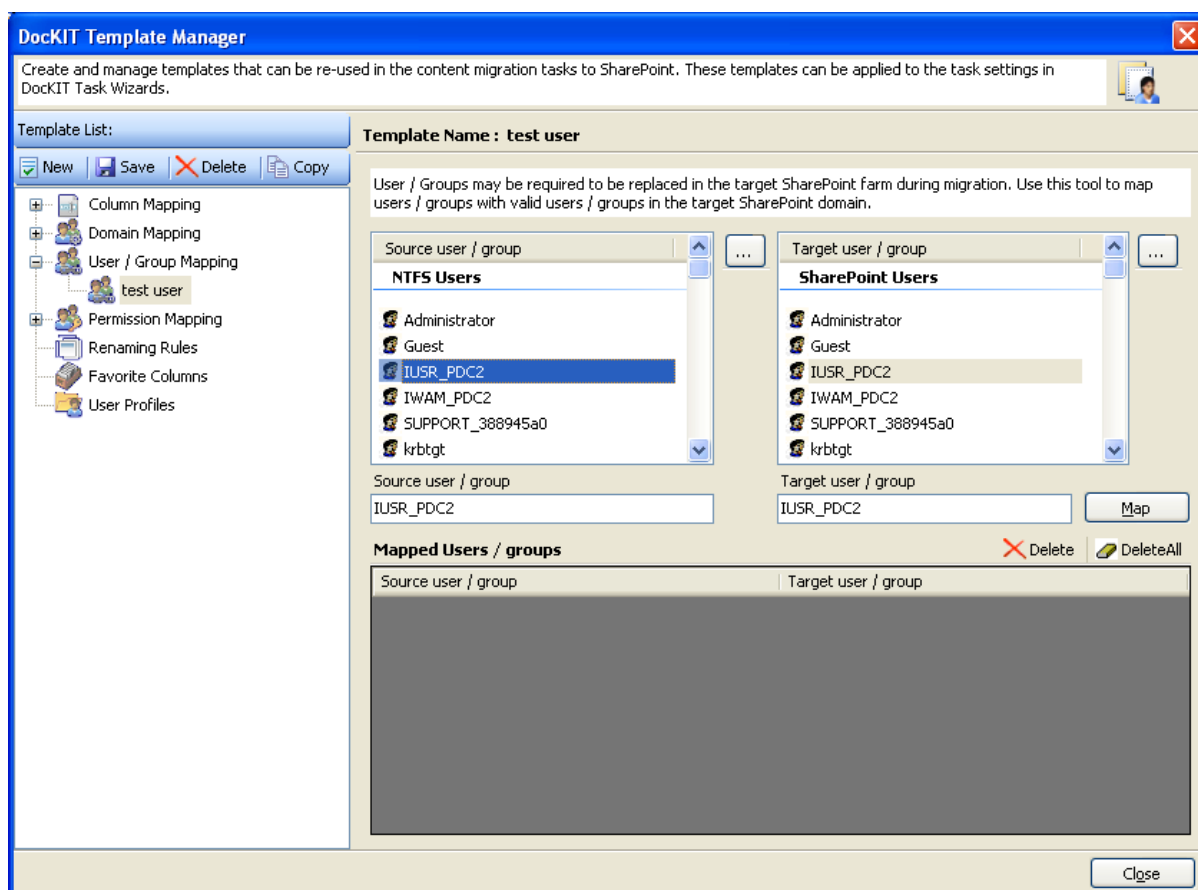 DocKIT Template Manager
Create and manage templates that can be re-used in the content migration tasks to SharePoint. These templates can be applied to the task settings in
DocKIT Task Wizards.
Template List:
New Save Delete Copy
Column Mapping
Domain Mapping
User / Group Mapping
test user
Permission Mapping
Renaming Rules
Favorite Columns
User Profiles
Template Name : test user
User / Groups may be required to be replaced in the target SharePoint farm during migration. Use this tool to map
users / groups with valid users / groups in the target SharePoint domain.
Source user / group
NTFS Users
Administrator
Guest
IUSR_PDC2
IWAM_PDC2
SUPPORT_388945a0
krbtgt
...
Target user / group
SharePoint Users
Administrator
Guest
IUSR_PDC2
IWAM_PDC2
SUPPORT_388945a0
krbtgt
...
Source user / group
IUSR_PDC2
Target user / group
IUSR_PDC2
Map
Mapped Users / groups
Delete DeleteAll
Source user / group Target user / group
Close